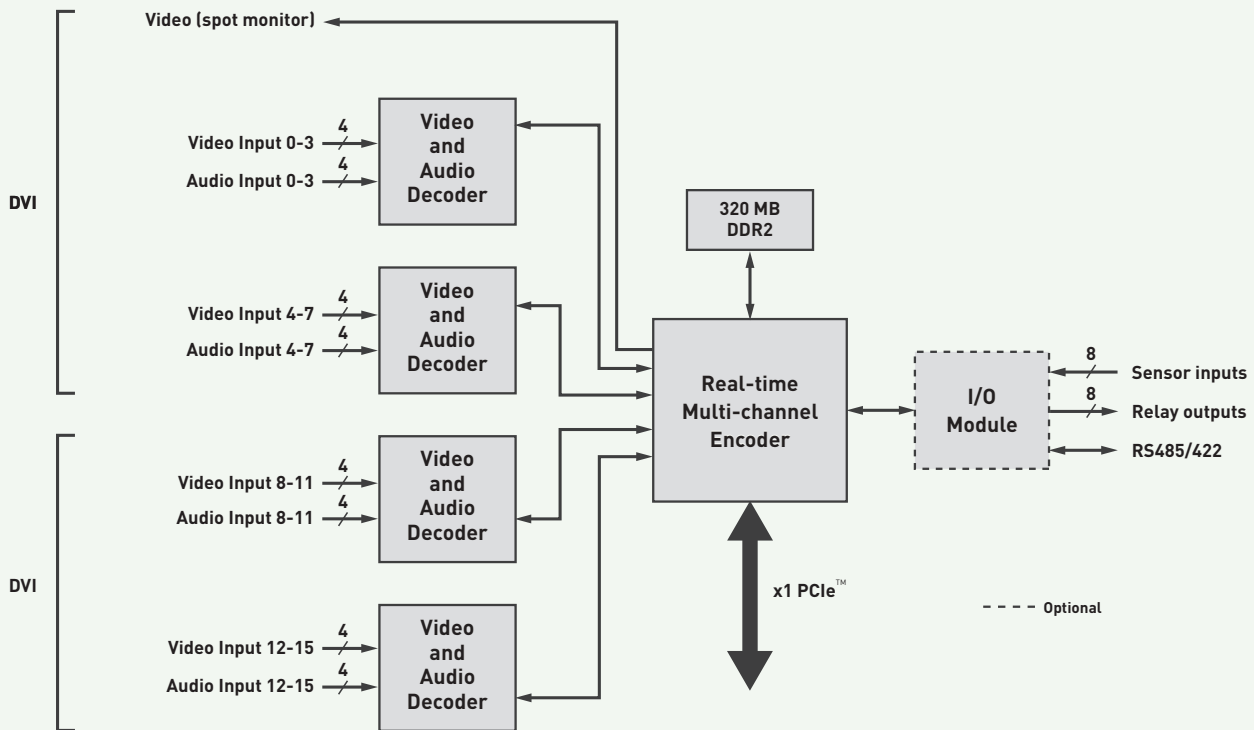 Video (spot monitor)
DVI
4
Video Input 0-3
4
Audio Input 0-3
Video
and
Audio
Decoder
4
Video Input 4-7
4
Audio Input 4-7
Video
and
Audio
Decoder
DVI
4
Video Input 8-11
4
Audio Input 8-11
Video
and
Audio
Decoder
4
Video Input 12-15
4
Audio Input 12-15
Video
and
Audio
Decoder
320 MB
DDR2
Real-time
Multi-channel
Encoder
x1 PCIe™
I/O
Module
8
Sensor inputs
8
Relay outputs
RS485/422
Optional